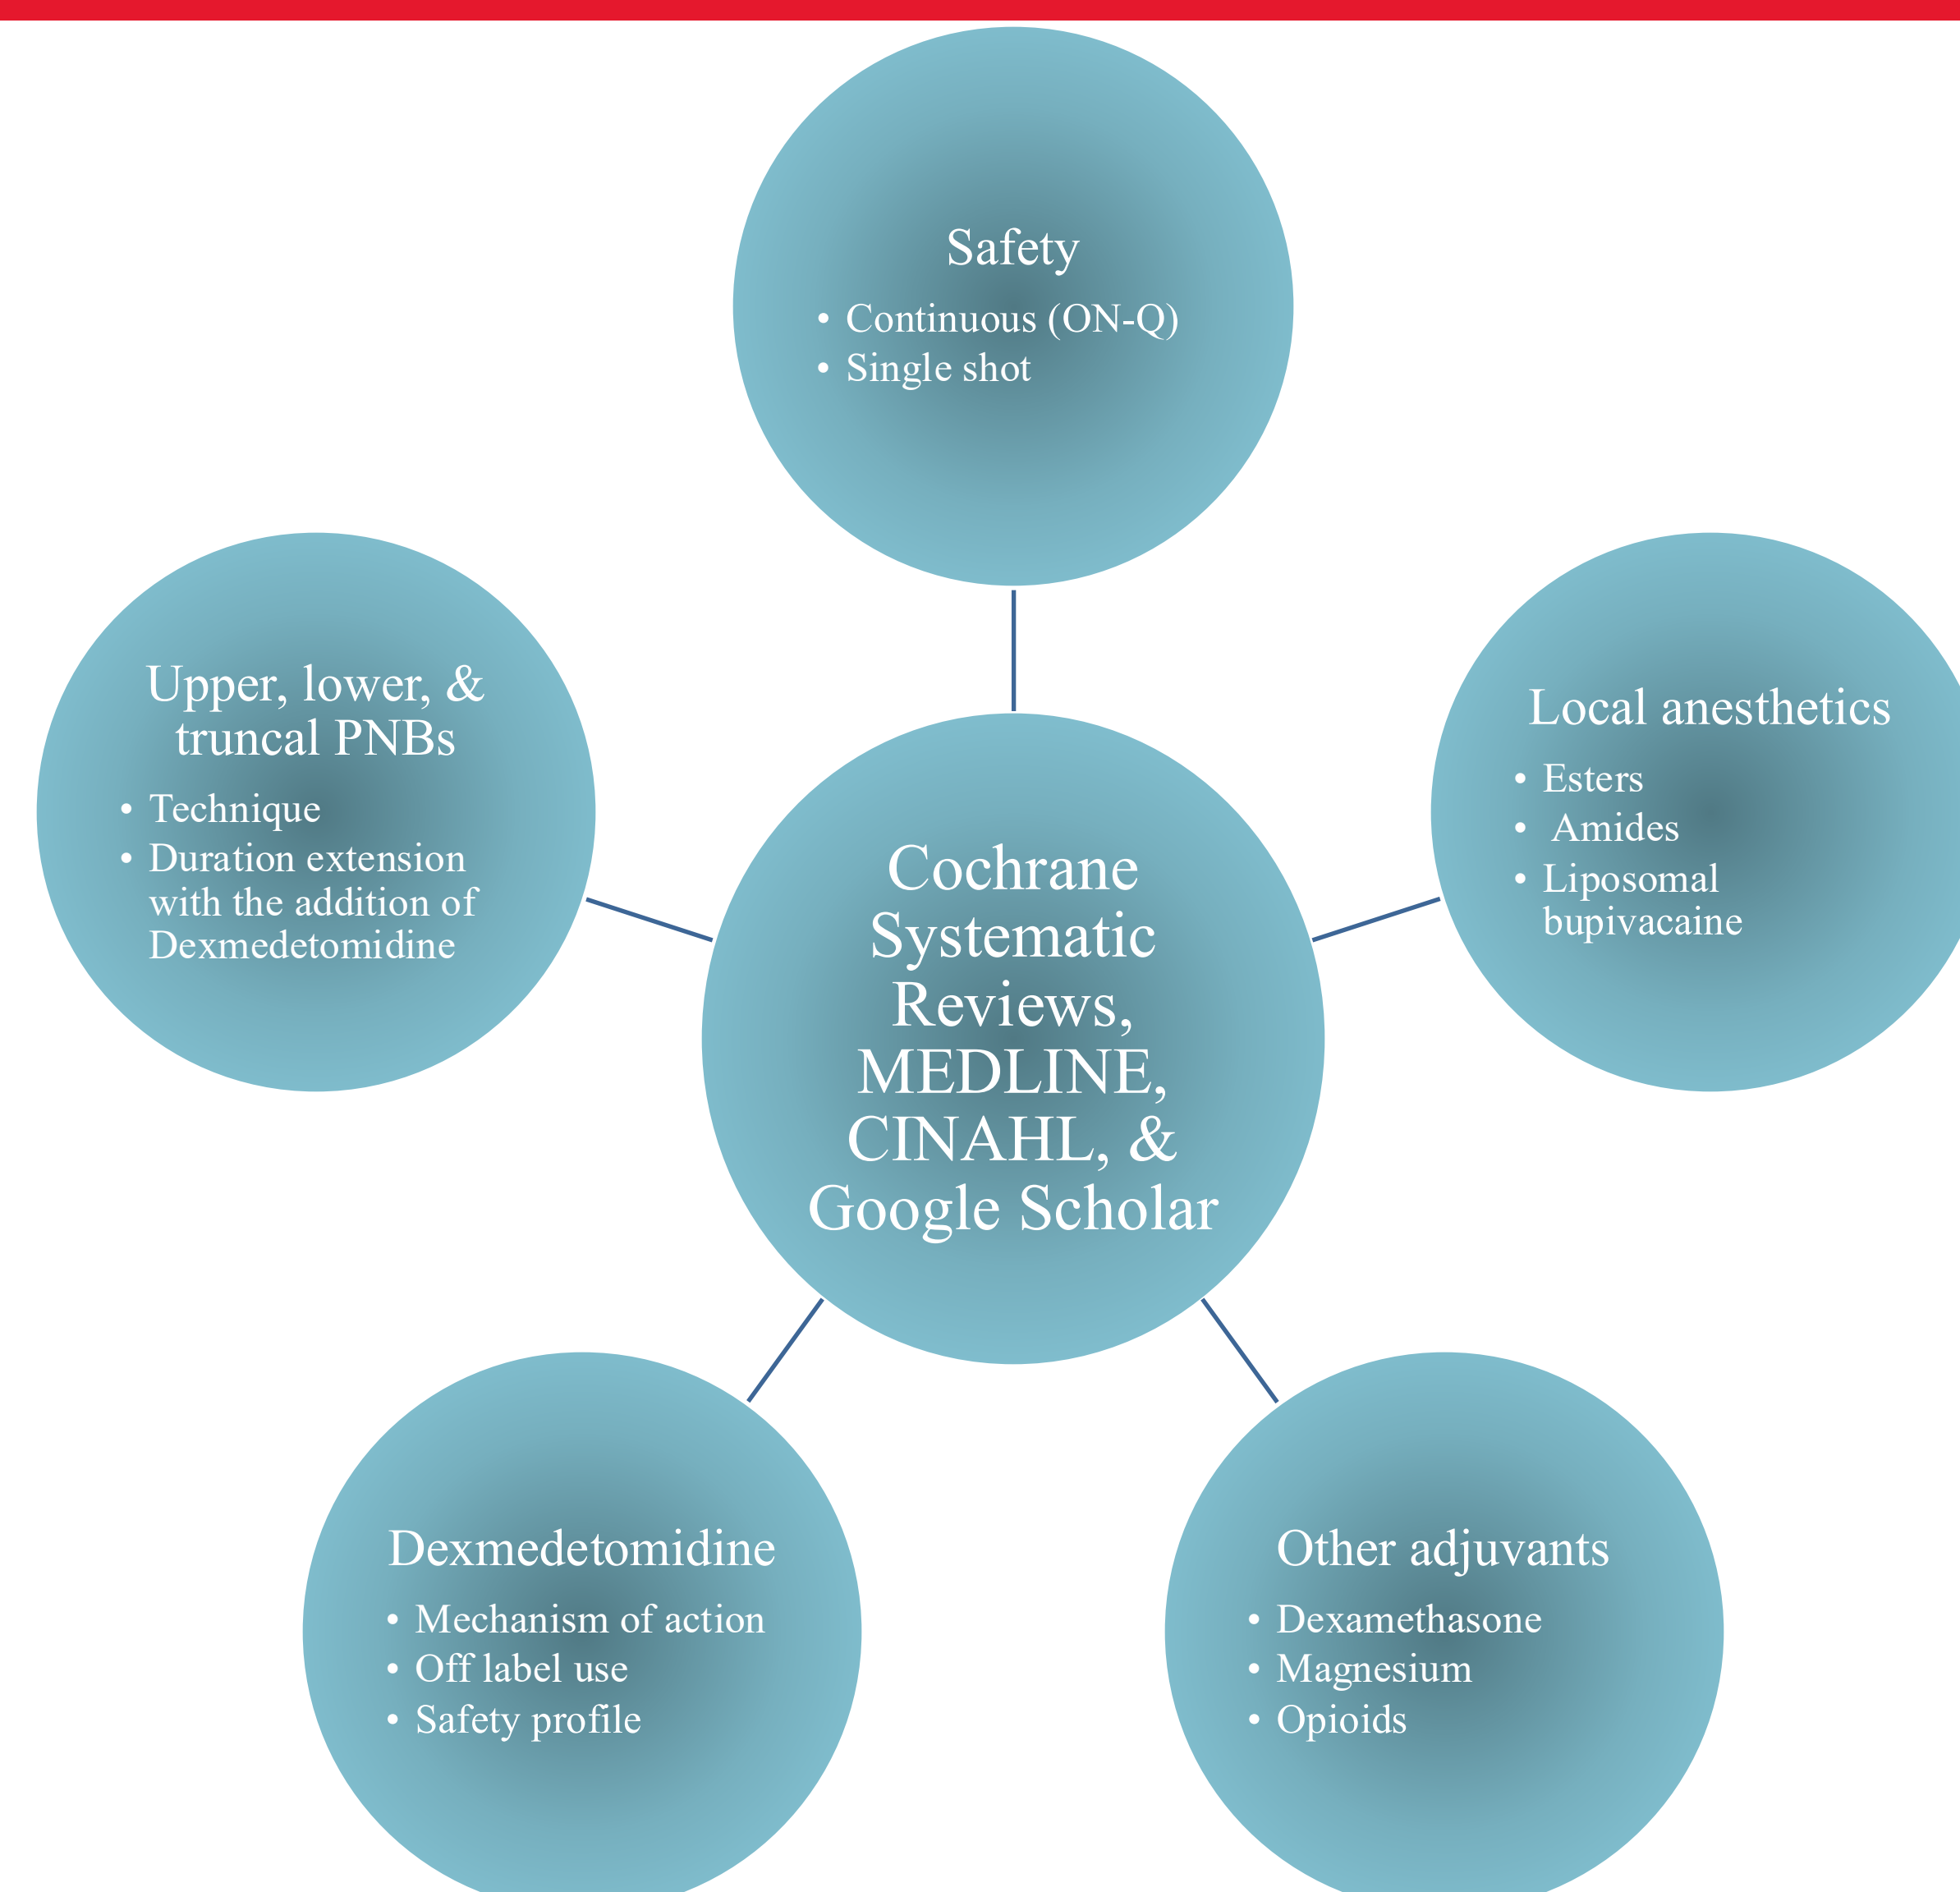 Safety
• Continuous (ON-Q)
• Single shot
Upper, lower, &
truncal PNBs
• Technique
• Duration extension
with the addition of
Dexmedetomidine
Local anesthetics
• Esters
• Amides
• Liposomal
bupivacaine
Cochrane
Systematic
Reviews,
MEDLINE,
CINAHL, &
Google Scholar
Dexmedetomidine
• Mechanism of action
• Off label use
• Safety profile
Other adjuvants
• Dexamethasone
• Magnesium
• Opioids